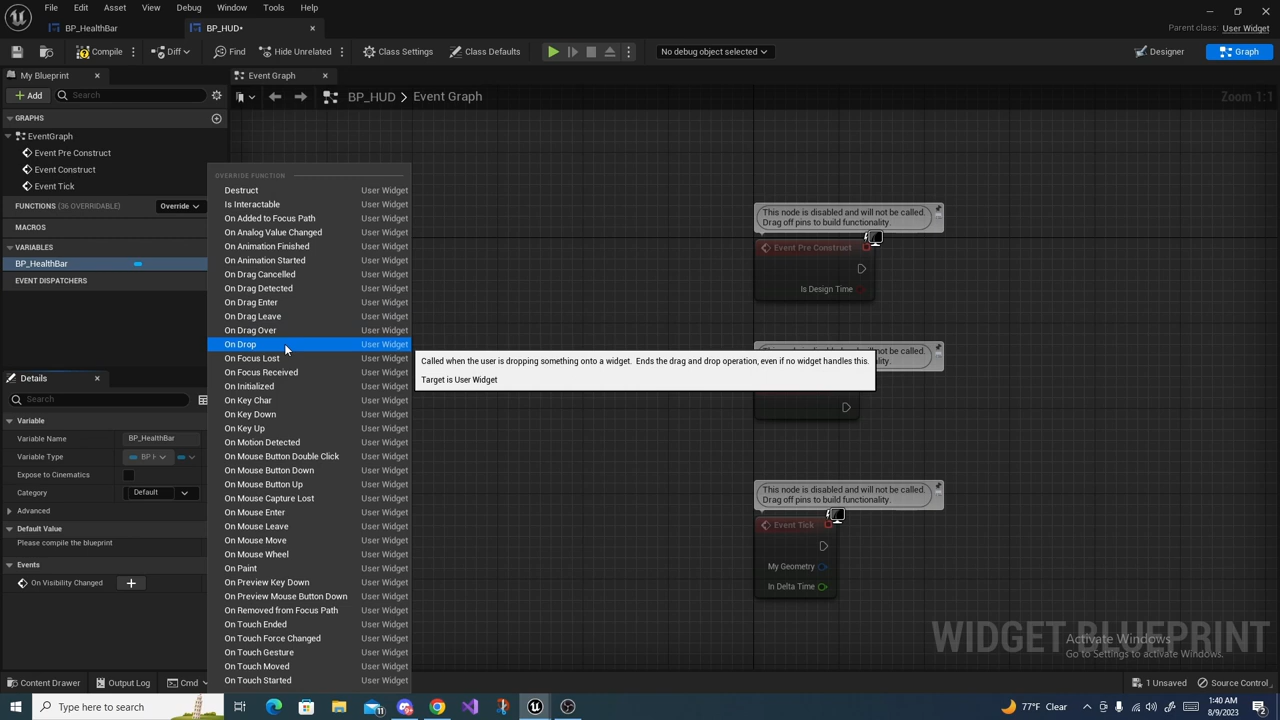 File Edit Asset View Debug Window Tools Help
BP_HealthBar
BP_HUD*
Parent class: User Widget
Compile
Diff
Find
Hide Unrelated
Class Settings
Class Defaults
No debug object selected
Designer
Graph
My Blueprint
Event Graph
Add
Search
BP_HUD > Event Graph
Zoom 1:1
GRAPHS
EventGraph
Event Pre Construct
Event Construct
Event Tick
FUNCTIONS (36 OVERRIDABLE)
Override
MACROS
VARIABLES
BP_HealthBar
EVENT DISPATCHERS
OVERRIDE FUNCTION
Destruct User Widget
Is Interactable User Widget
On Added to Focus Path User Widget
On Analog Value Changed User Widget
On Animation Finished User Widget
On Animation Started User Widget
On Drag Cancelled User Widget
On Drag Detected User Widget
On Drag Enter User Widget
On Drag Leave User Widget
On Drag Over User Widget
On Drop User Widget
On Focus Lost User Widget
On Focus Received User Widget
On Initialized User Widget
On Key Char User Widget
On Key Down User Widget
On Key Up User Widget
On Motion Detected User Widget
On Mouse Button Double Click User Widget
On Mouse Button Down User Widget
On Mouse Button Up User Widget
On Mouse Capture Lost User Widget
On Mouse Enter User Widget
On Mouse Leave User Widget
On Mouse Move User Widget
On Mouse Wheel User Widget
On Paint User Widget
On Preview Key Down User Widget
On Preview Mouse Button Down User Widget
On Removed from Focus Path User Widget
On Touch Ended User Widget
On Touch Force Changed User Widget
On Touch Gesture User Widget
On Touch Moved User Widget
On Touch Started User Widget
Called when the user is dropping something onto a widget. Ends the drag and drop operation, even if no widget handles this.
Target is User Widget
This node is disabled and will not be called.
Drag off pins to build functionality.
Event Pre Construct
Is Design Time
This node is disabled and will not be called.
Drag off pins to build functionality.
Event Tick
My Geometry
In Delta Time
Details
Search
Variable
Variable Name BP_HealthBar
Variable Type BP H
Expose to Cinematics
Category Default
Advanced
Default Value
Please compile the blueprint
Events
On Visibility Changed
WIDGET BLUEPRINT
Activate Windows
Go to Settings to activate Windows.
Content Drawer
Output Log
Cmd
1 Unsaved
Source Control
Type here to search
11
77°F Clear
1:40 AM
8/9/2023